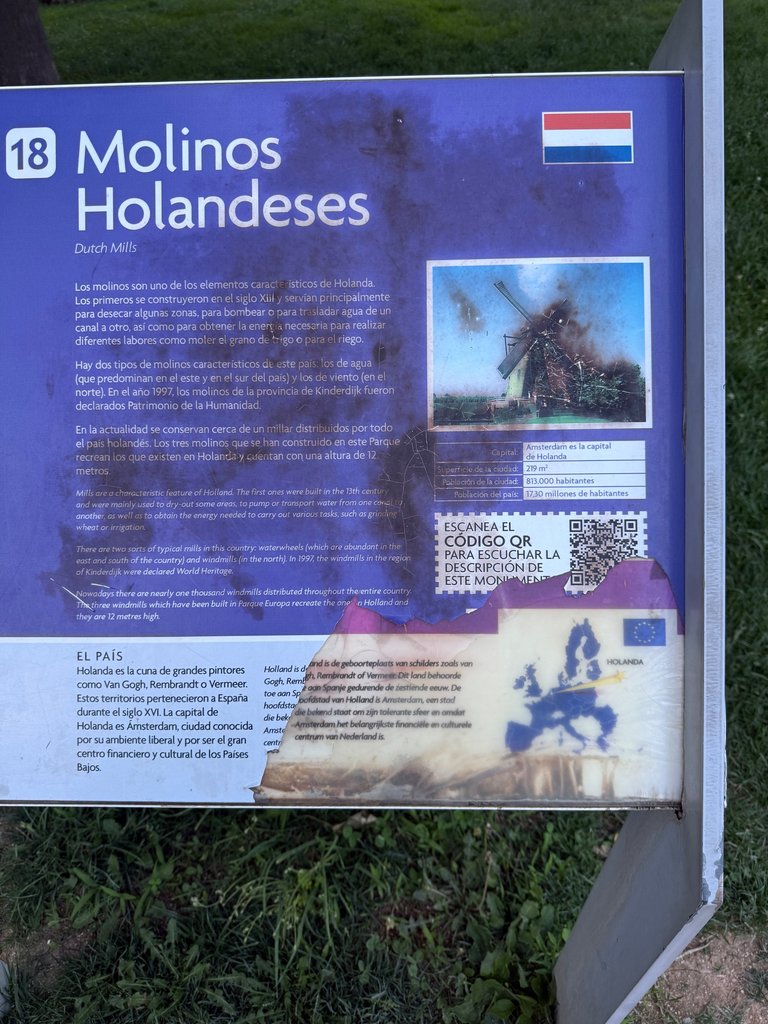 18
Molinos
Holandeses
Dutch Mills
Los molinos son uno de los elementos característicos de Holanda.
Los primeros se construyeron en el siglo XIII y servían principalmente
para desecar algunas zonas, para bombear o para trasladar agua de un
canal a otro, así como para obtener la energía necesaria para realizar
diferentes labores como moler el grano de trigo o para el riego.
Hay dos tipos de molinos característicos de este país: los de agua
(que predominan en el este y en el sur del país) y los de viento (en el
norte). En el año 1997, los molinos de la provincia de Kinderdijk fueron
declarados Patrimonio de la Humanidad.
En la actualidad se conservan cerca de un millar distribuidos por todo
el país holandés. Los tres molinos que se han construido en este Parque
recrean los que existen en Holanda y cuentan con una altura de 12
metros.
Mills are a characteristic feature of Holland. The first ones were built in the 13th century
and were mainly used to dry-out some areas, to pump or transport water from one canal to
another, as well as to obtain the energy needed to carry out various tasks, such as grinding
wheat or irrigation.
There are two sorts of typical mills in this country: waterwheels (which are abundant in the
east and south of the country) and windmills (in the north). In 1997, the windmills in the region
of Kinderdijk were declared World Heritage.
Nowadays there are nearly one thousand windmills distributed throughout the entire country.
The three windmills which have been built in Parque Europa recreate the ones in Holland and
they are 12 metres high.
Capital: Ámsterdam es la capital
de Holanda
Superficie de la ciudad: 219 m²
Población de la ciudad: 813.000 habitantes
Población del país: 17,30 millones de habitantes
ESCANEA EL
CÓDIGO QR
PARA ESCUCHAR LA
DESCRIPCIÓN DE
ESTE MONUMENT
EL PAÍS
Holanda es la cuna de grandes pintores
como Van Gogh, Rembrandt o Vermeer.
Estos territorios pertenecieron a España
durante el siglo XVI. La capital de
Holanda es Ámsterdam, ciudad conocida
por su ambiente liberal y por ser el gran
centro financiero y cultural de los Países
Bajos.
Holland is de
Gogh, Rem
toe aan Sp
hoofdsta
die bek
Amste
centr
and is de geboorteplaats van schilders zoals van
gh, Rembrandt of Vermeer. Dit land behoorde
e aan Spanje gedurende de zestiende eeuw. De
ofdstad van Holland is Amsterdam, een stad
die bekend staat om zijn tolerante sfeer en omdat
Amsterdam het belangrijkste financiële en culturele
centrum van Nederland is.
HOLANDA